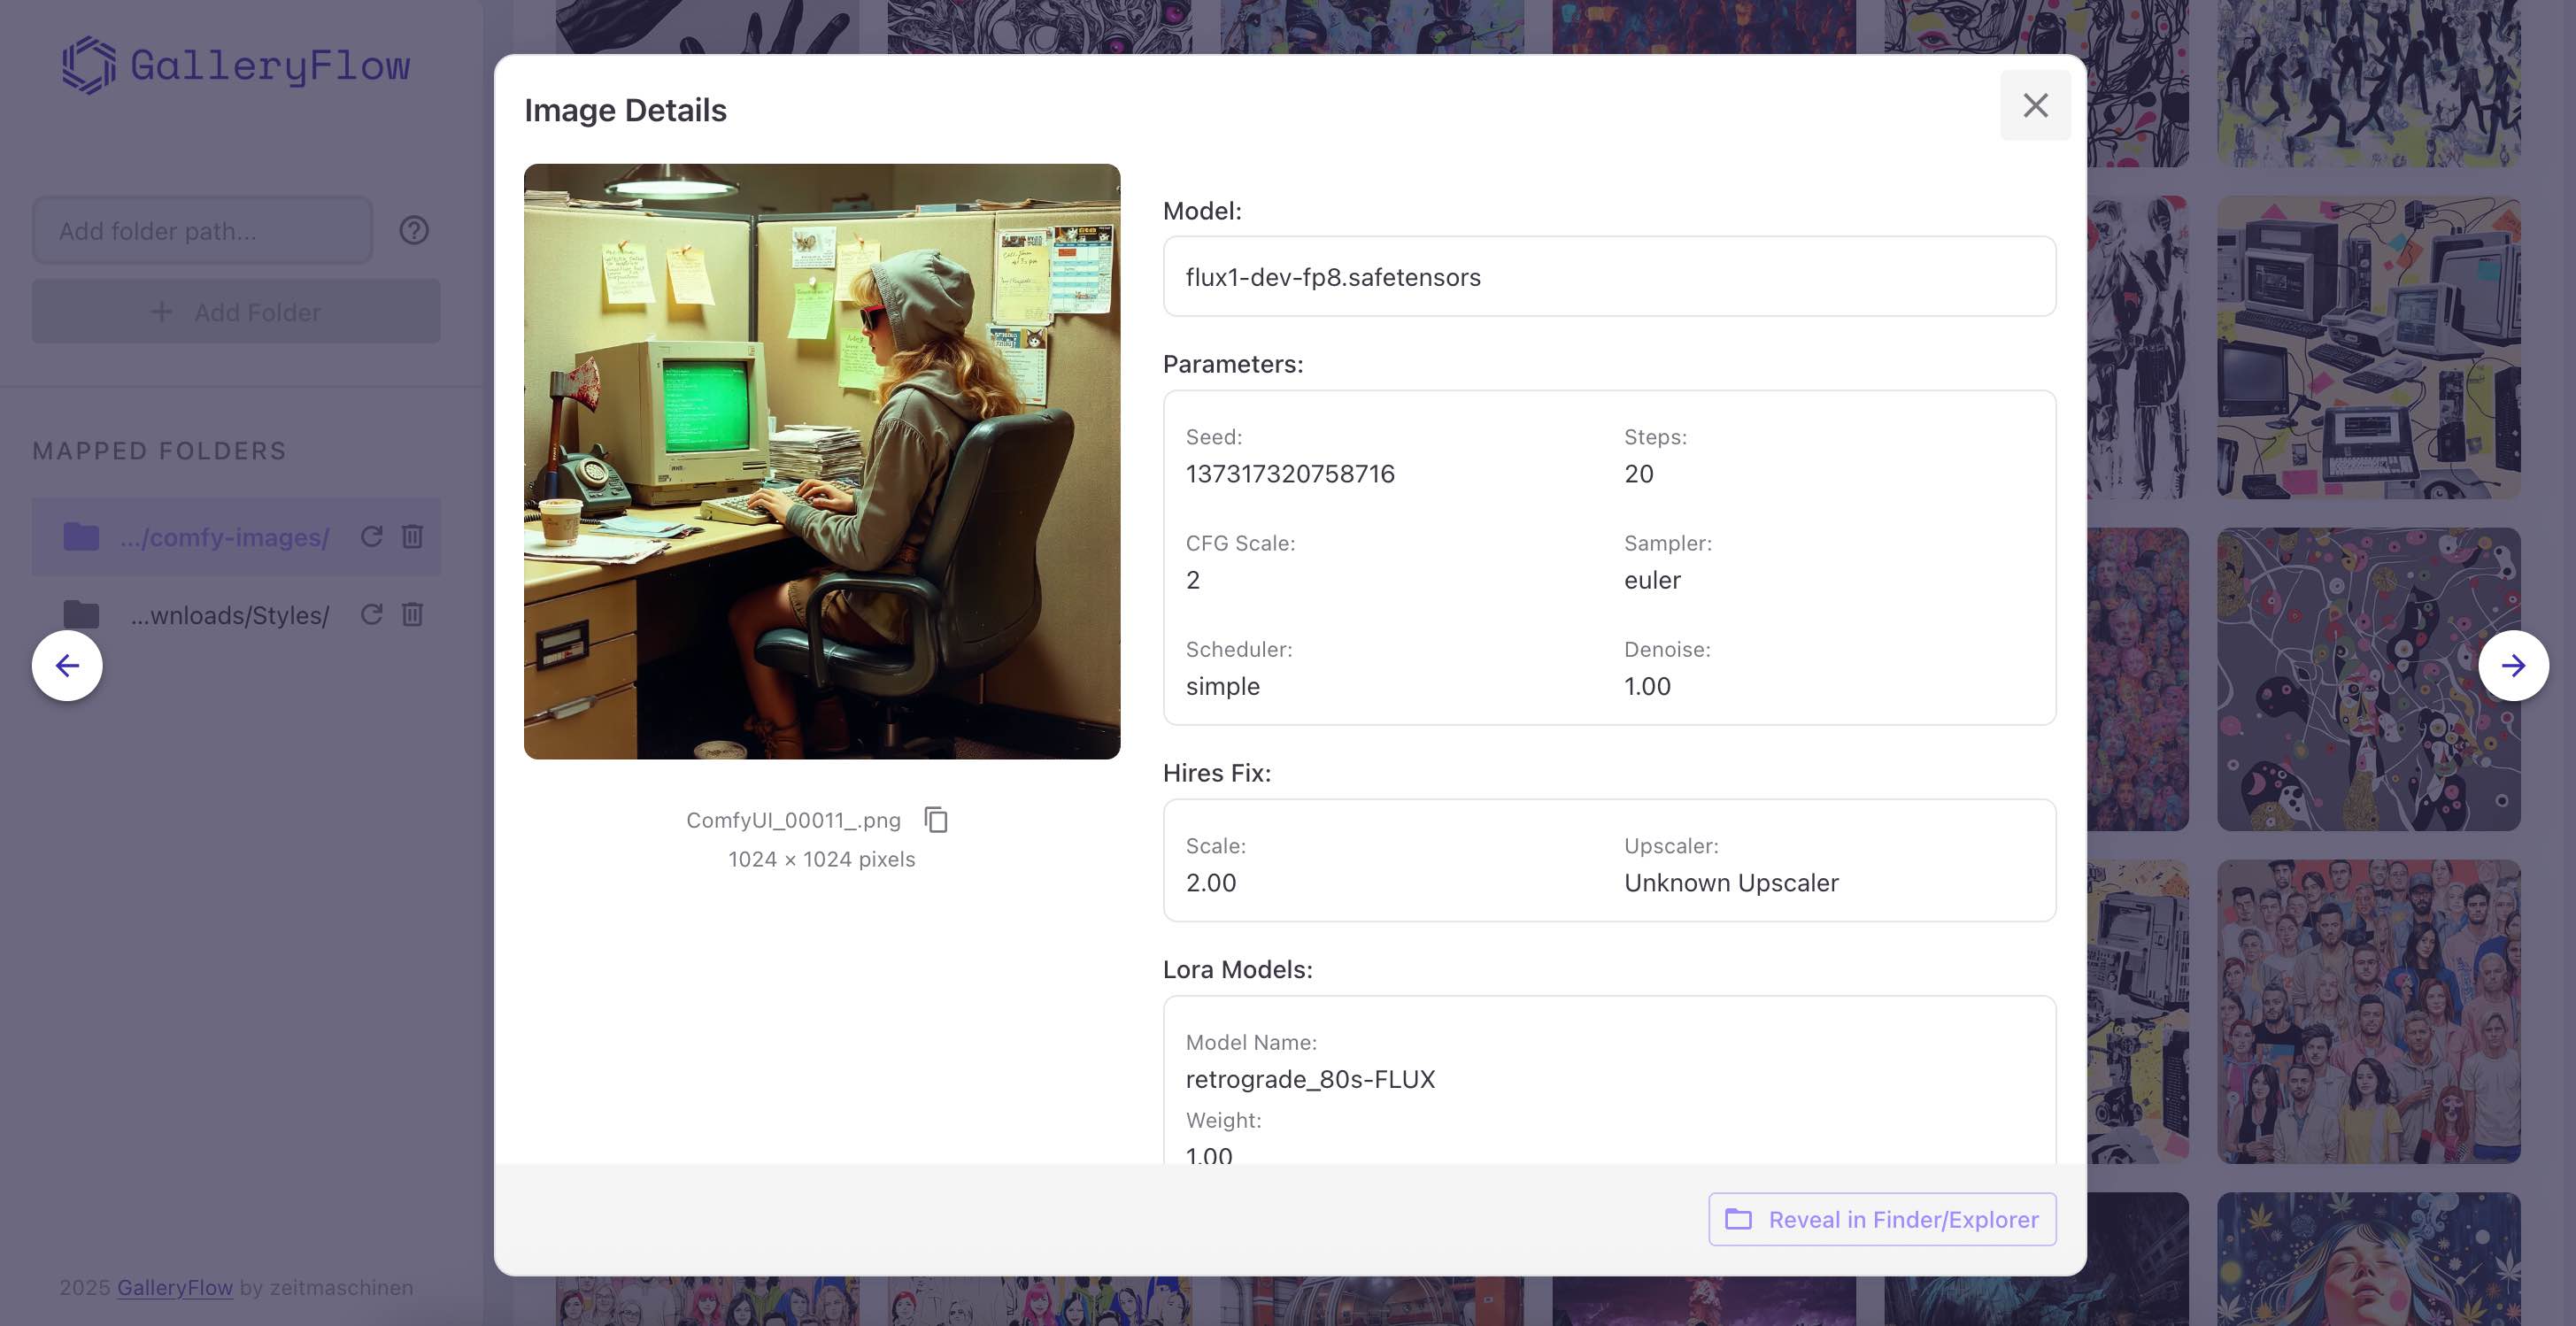 GalleryFlow
Add folder path...
Add Folder
MAPPED FOLDERS
.../comfy-images/
...wnloads/Styles/
2025 GalleryFlow by zeitmaschinen
Image Details
ComfyUI_00011_.png
1024 × 1024 pixels
Model:
flux1-dev-fp8.safetensors
Parameters:
Seed:
137317320758716
Steps:
20
CFG Scale:
2
Sampler:
euler
Scheduler:
simple
Denoise:
1.00
Hires Fix:
Scale:
2.00
Upscaler:
Unknown Upscaler
Lora Models:
Model Name:
retrograde_80s-FLUX
Weight:
1.00
Reveal in Finder/Explorer